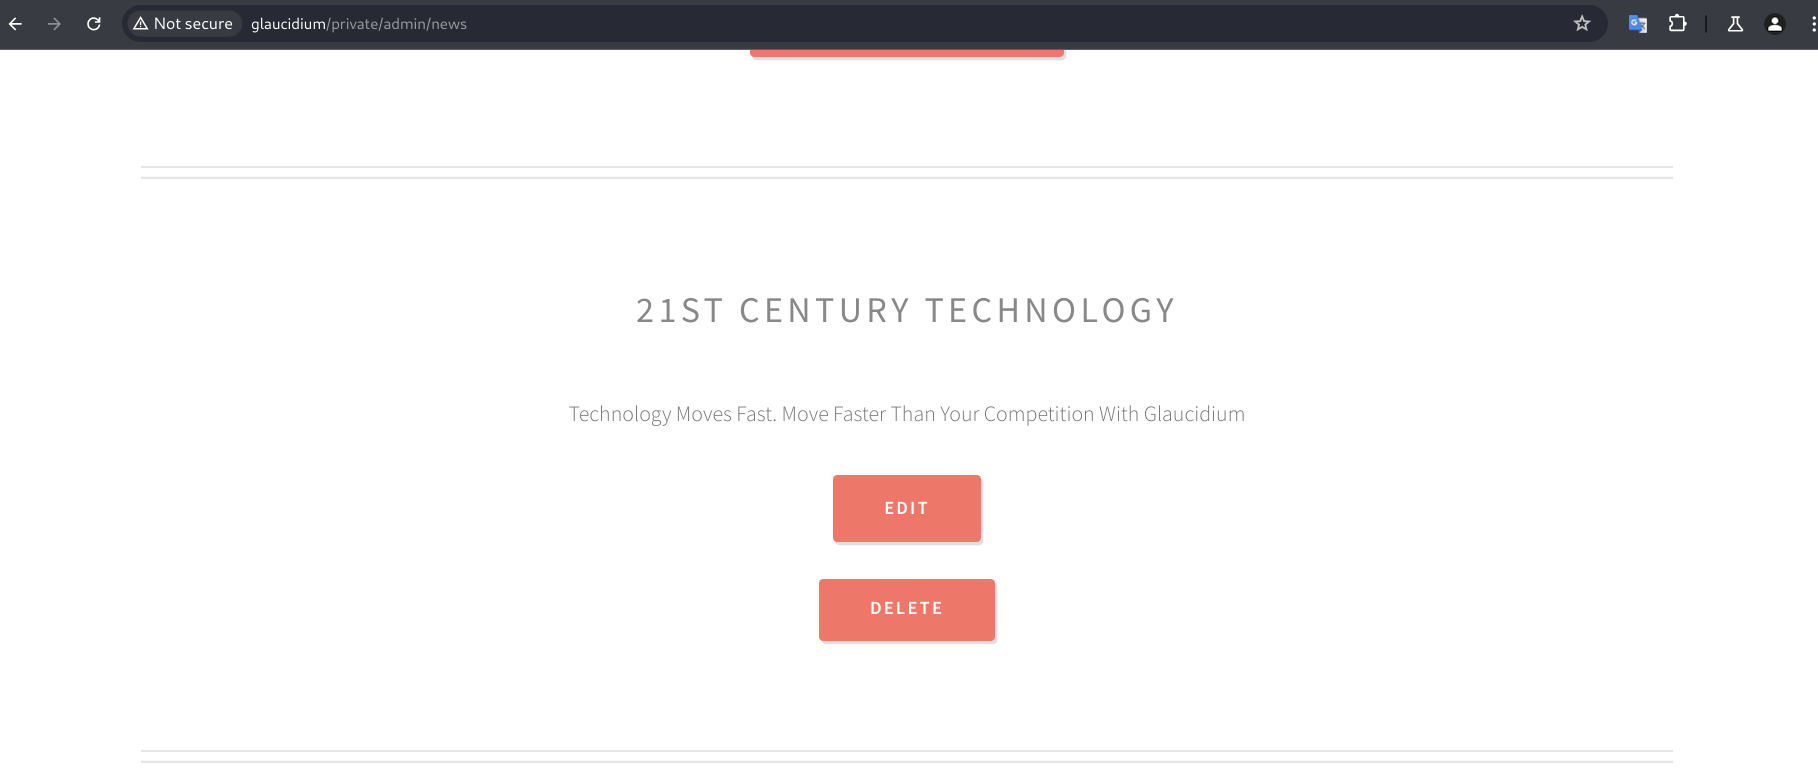 Not secure glaucidium/private/admin/news
21ST CENTURY TECHNOLOGY
Technology Moves Fast. Move Faster Than Your Competition With Glaucidium
EDIT
DELETE